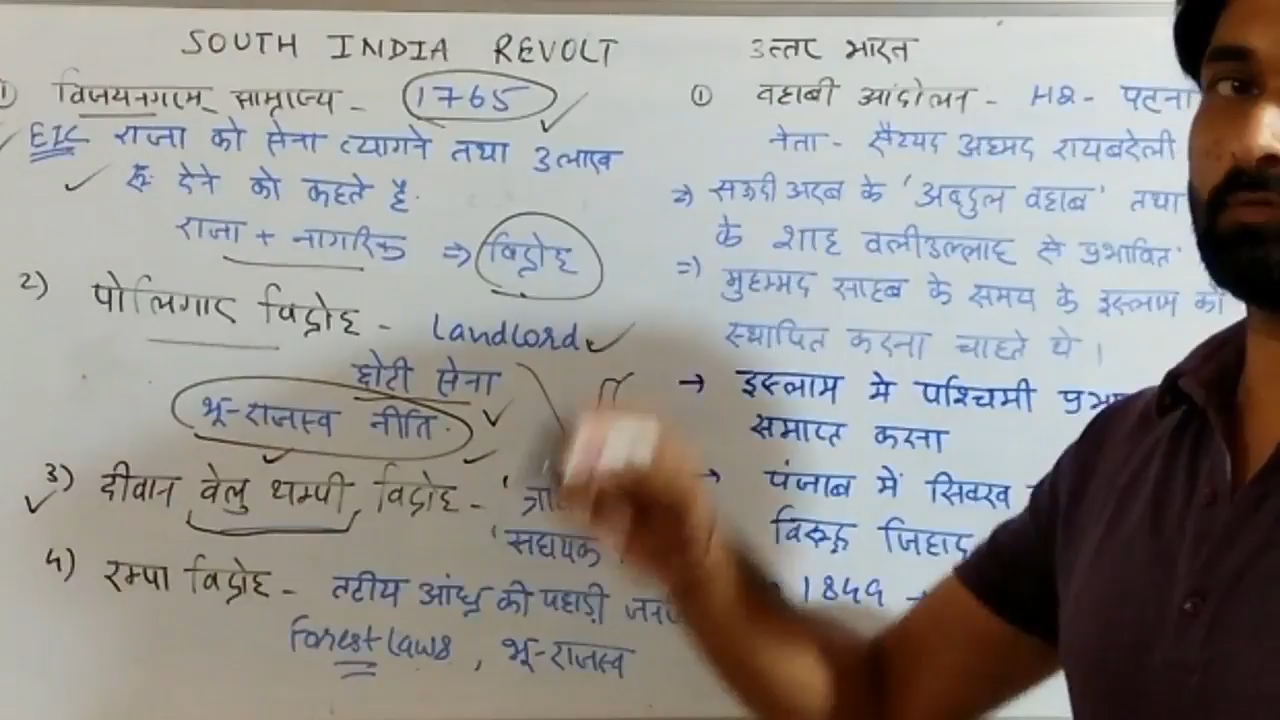 SOUTH INDIA REVOLT
1) विजयनगरम् साम्राज्य - 1765
EIC राजा को सेना त्यागने तथा 3 लाख
रू देने को कहते है.
राजा + नागरिक ⇒ विद्रोह
2) पोलिगार विद्रोह - Landlord
छोटी सेना
भू-राजस्व नीति.
3) दीवान वेलु थम्पी विद्रोह - '
'सहायक
4) रम्पा विद्रोह - तटीय आंध्र की पहाड़ी
Forest Laws, भू-राजस्व
उत्तर भारत
① वहाबी आंदोलन - HQ - पटना
नेता - सैय्यद अहमद रायबरेली
⇒ सऊदी अरब के 'अब्दुल वहाब' तथा
के शाह वलीउल्लाह से प्रभावित
⇒ मुहम्मद साहब के समय के इस्लाम को
स्थापित करना चाहते थे।
→ इस्लाम मे पश्चिमी
समाप्त करना
→ पंजाब में सिक्ख
विरुद्ध जिहाद
1849 →